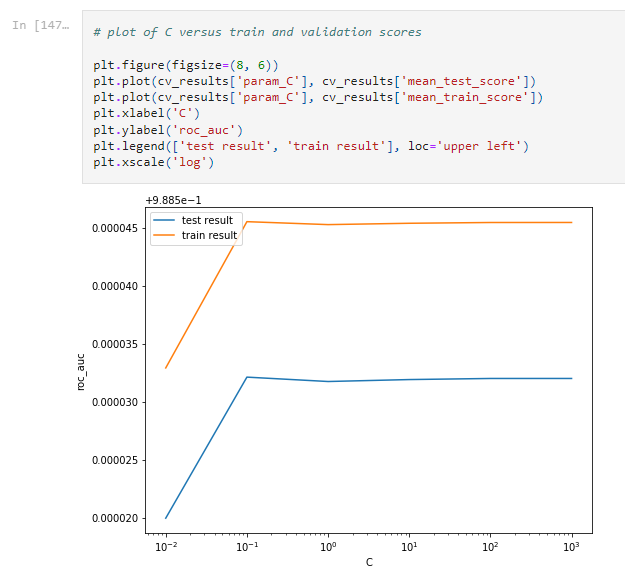 In [147…
# plot of C versus train and validation scores
plt.figure(figsize=(8, 6))
plt.plot(cv_results['param_C'], cv_results['mean_test_score'])
plt.plot(cv_results['param_C'], cv_results['mean_train_score'])
plt.xlabel('C')
plt.ylabel('roc_auc')
plt.legend(['test result', 'train result'], loc='upper left')
plt.xscale('log')
+9.885e−1
test result
train result
0.000045
0.000040
0.000035
0.000030
0.000025
0.000020
roc_auc
10⁻² 10⁻¹ 10⁰ 10¹ 10² 10³
C